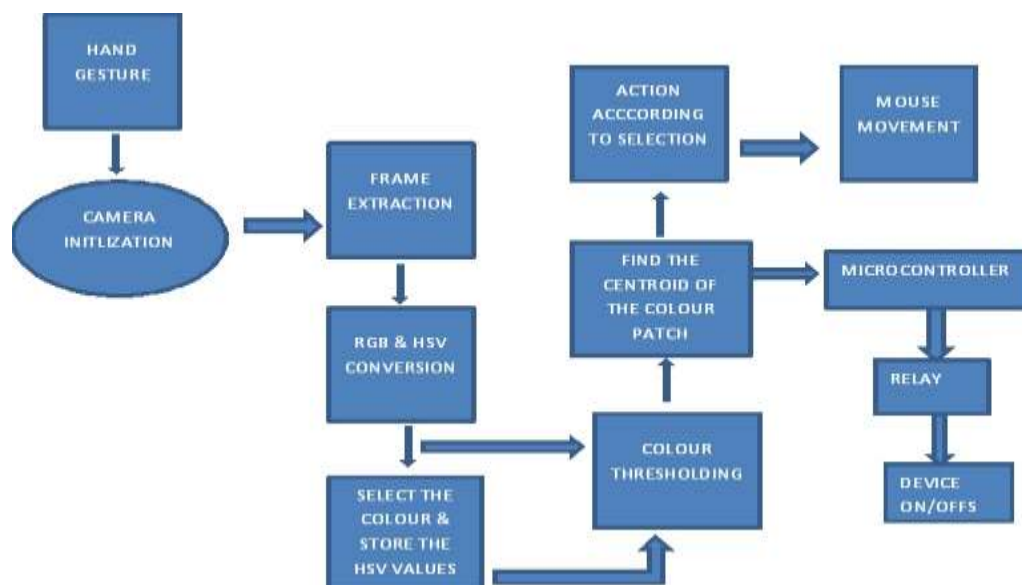 HAND
GESTURE
CAMERA
INITLIZATION
FRAME
EXTRACTION
RGB & HSV
CONVERSION
SELECT THE
COLOUR &
STORE THE
HSV VALUES
COLOUR
THRESHOLDING
FIND THE
CENTROID OF
THE COLOUR
PATCH
ACTION
ACCCORDING
TO SELECTION
MOUSE
MOVEMENT
MICROCONTROLLER
RELAY
DEVICE
ON/OFFS